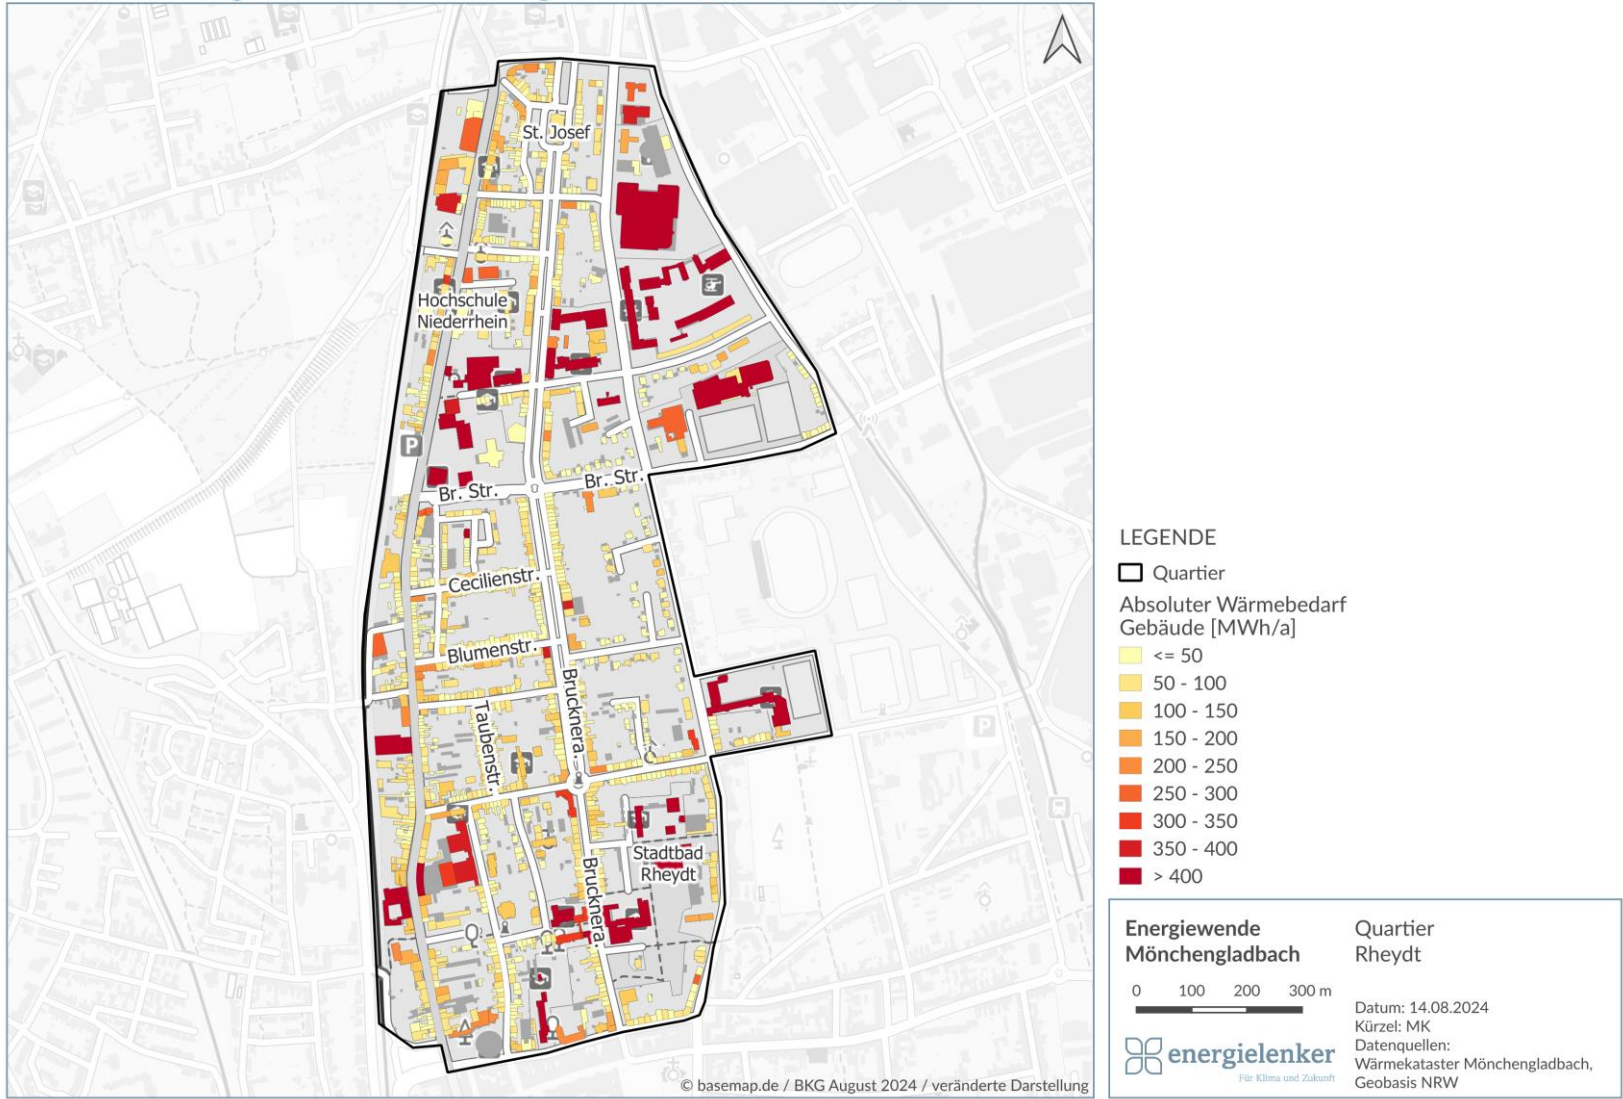 St. Josef
Hochschule
Niederrhein
P
Br. Str.
Br. Str.
Cecilienstr.
Blumenstr.
Brucknera.
Taubenstr.
P
Stadtbad
Rheydt
Brucknera.
© basemap.de / BKG August 2024 / veränderte Darstellung
LEGENDE
Quartier
Absoluter Wärmebedarf
Gebäude [MWh/a]
<= 50
50 - 100
100 - 150
150 - 200
200 - 250
250 - 300
300 - 350
350 - 400
> 400
Energiewende
Mönchengladbach
Quartier
Rheydt
0 100 200 300 m
energielenker
Für Klima und Zukunft
Datum: 14.08.2024
Kürzel: MK
Datenquellen:
Wärmekataster Mönchengladbach,
Geobasis NRW